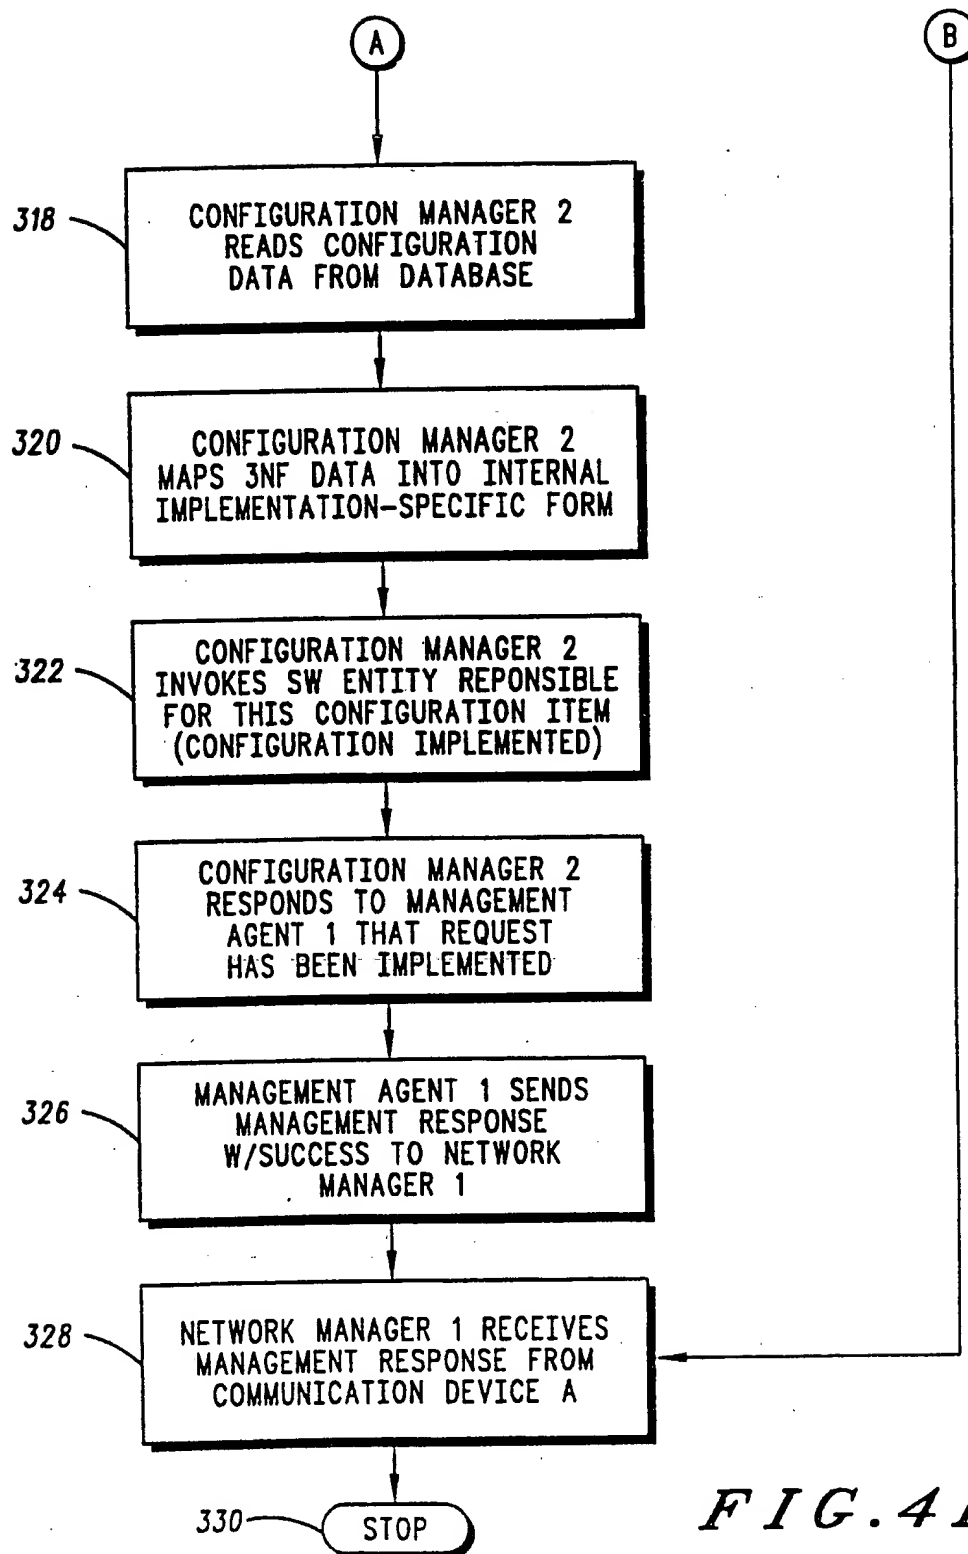 A
B
318
CONFIGURATION MANAGER 2
READS CONFIGURATION
DATA FROM DATABASE
320
CONFIGURATION MANAGER 2
MAPS 3NF DATA INTO INTERNAL
IMPLEMENTATION-SPECIFIC FORM
322
CONFIGURATION MANAGER 2
INVOKES SW ENTITY REPONSIBLE
FOR THIS CONFIGURATION ITEM
(CONFIGURATION IMPLEMENTED)
324
CONFIGURATION MANAGER 2
RESPONDS TO MANAGEMENT
AGENT 1 THAT REQUEST
HAS BEEN IMPLEMENTED
326
MANAGEMENT AGENT 1 SENDS
MANAGEMENT RESPONSE
W/SUCCESS TO NETWORK
MANAGER 1
328
NETWORK MANAGER 1 RECEIVES
MANAGEMENT RESPONSE FROM
COMMUNICATION DEVICE A
330
STOP
FIG.4